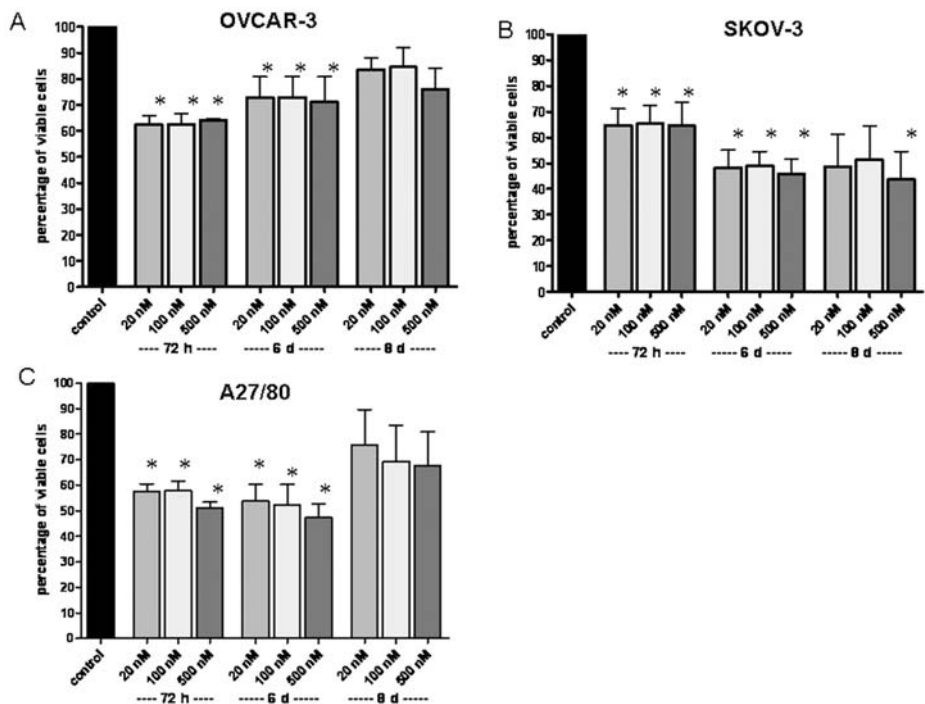 A
OVCAR-3
percentage of viable cells
100
90
80
70
60
50
40
30
20
10
0
* * * * * *
control 20 nM 100 nM 500 nM 20 nM 100 nM 500 nM 20 nM 100 nM 500 nM
---- 72 h ---- ----- 6 d ----- ----- 8 d -----
B
SKOV-3
percentage of viable cells
100
90
80
70
60
50
40
30
20
10
0
* * * * * * *
control 20 nM 100 nM 500 nM 20 nM 100 nM 500 nM 20 nM 100 nM 500 nM
---- 72 h ---- ----- 6 d ----- ----- 8 d -----
C
A27/80
percentage of viable cells
100
90
80
70
60
50
40
30
20
10
0
* * * * * *
control 20 nM 100 nM 500 nM 20 nM 100 nM 500 nM 20 nM 100 nM 500 nM
---- 72 h ---- ----- 6 d ----- ----- 8 d -----